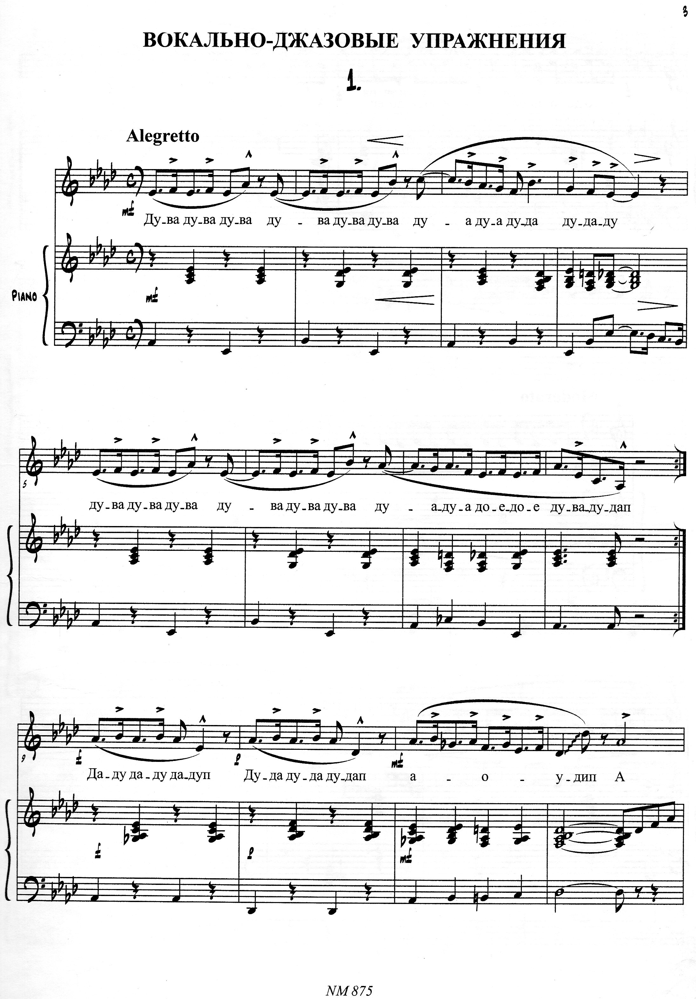 3
ВОКАЛЬНО-ДЖАЗОВЫЕ УПРАЖНЕНИЯ
1.
Alegretto
mf
Ду-ва ду-ва ду-ва ду - ва ду-ва ду-ва ду - а ду-а ду-да ду-да-ду
PIANO
mf
5
ду-ва ду-ва ду-ва ду - ва ду-ва ду-ва ду - а-ду-а до-е-до-е ду-ва-ду-дап
9
f p mf
Да-ду да-ду да-дуп Ду-да ду-да ду-дап а - о - у-дип А
f p mf
NM 875